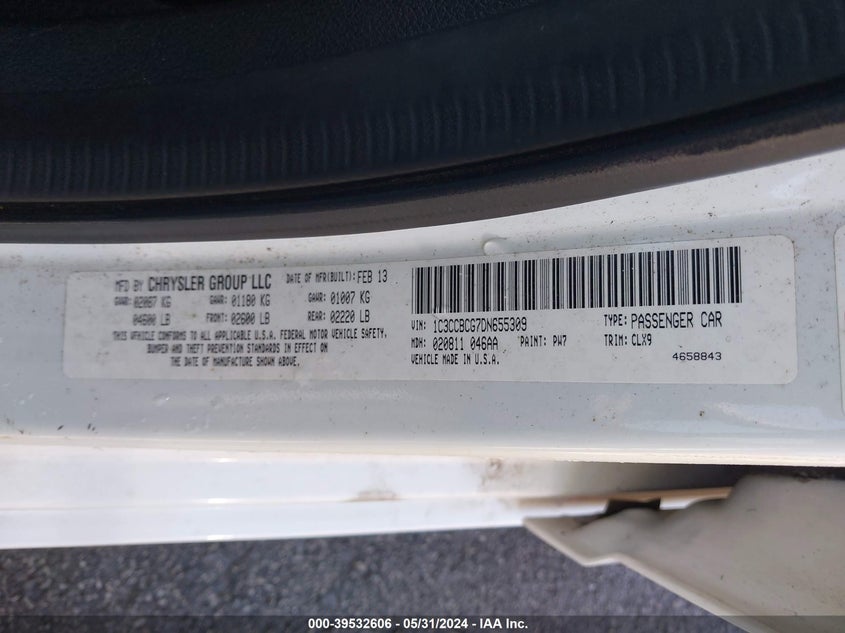 MFD BY CHRYSLER GROUP LLC DATE OF MFR(BUILT): FEB 13
GVWR: 02087 KG GAWR: 01180 KG GAWR: 01007 KG
04600 LB FRONT: 02600 LB REAR: 02220 LB
THIS VEHICLE CONFORMS TO ALL APPLICABLE U.S.A. FEDERAL MOTOR VEHICLE SAFETY,
BUMPER AND THEFT PREVENTION STANDARDS IN EFFECT ON
THE DATE OF MANUFACTURE SHOWN ABOVE.
VIN: 1C3CCBCG7DN655309 TYPE: PASSENGER CAR
MDH: 020811 046AA PAINT: PW7 TRIM: CLX9
VEHICLE MADE IN U.S.A. 4658843
000-39532606 - 05/31/2024 - IAA Inc.